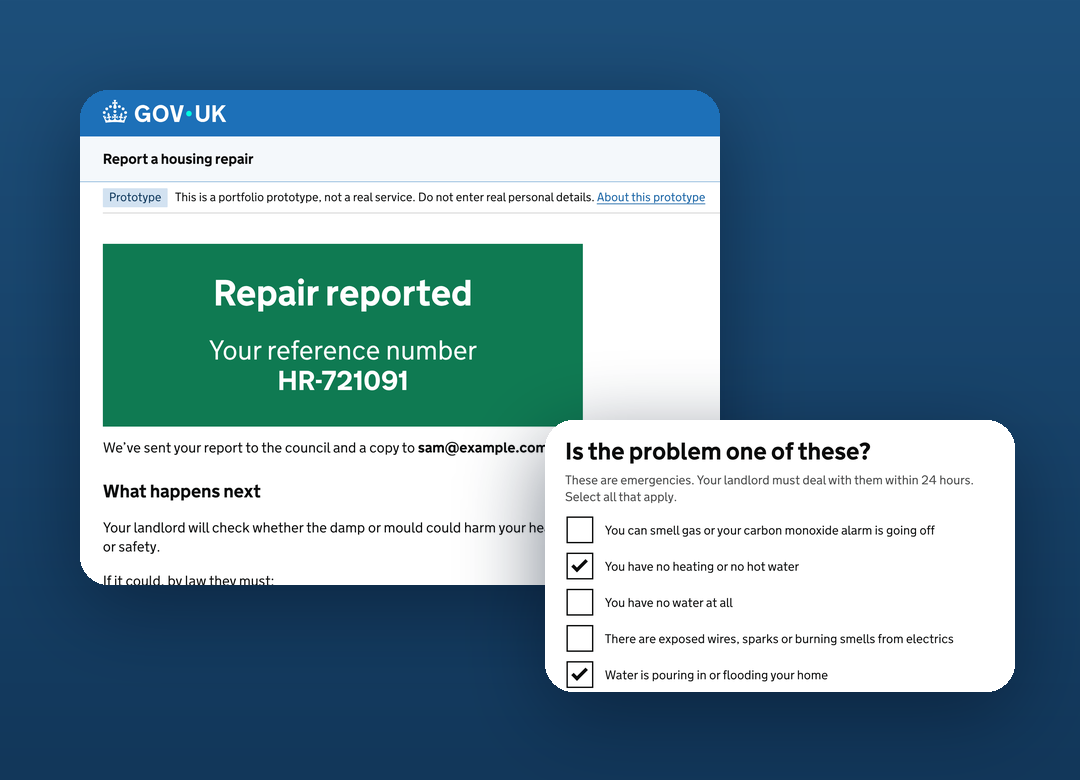 GOV·UK
Report a housing repair
Prototype This is a portfolio prototype, not a real service. Do not enter real personal details. About this prototype
Repair reported
Your reference number
HR-721091
We’ve sent your report to the council and a copy to sam@example.com
What happens next
Your landlord will check whether the damp or mould could harm your
or safety.
If it could, by law they must:
Is the problem one of these?
These are emergencies. Your landlord must deal with them within 24 hours.
Select all that apply.
You can smell gas or your carbon monoxide alarm is going off
You have no heating or no hot water
You have no water at all
There are exposed wires, sparks or burning smells from electrics
Water is pouring in or flooding your home